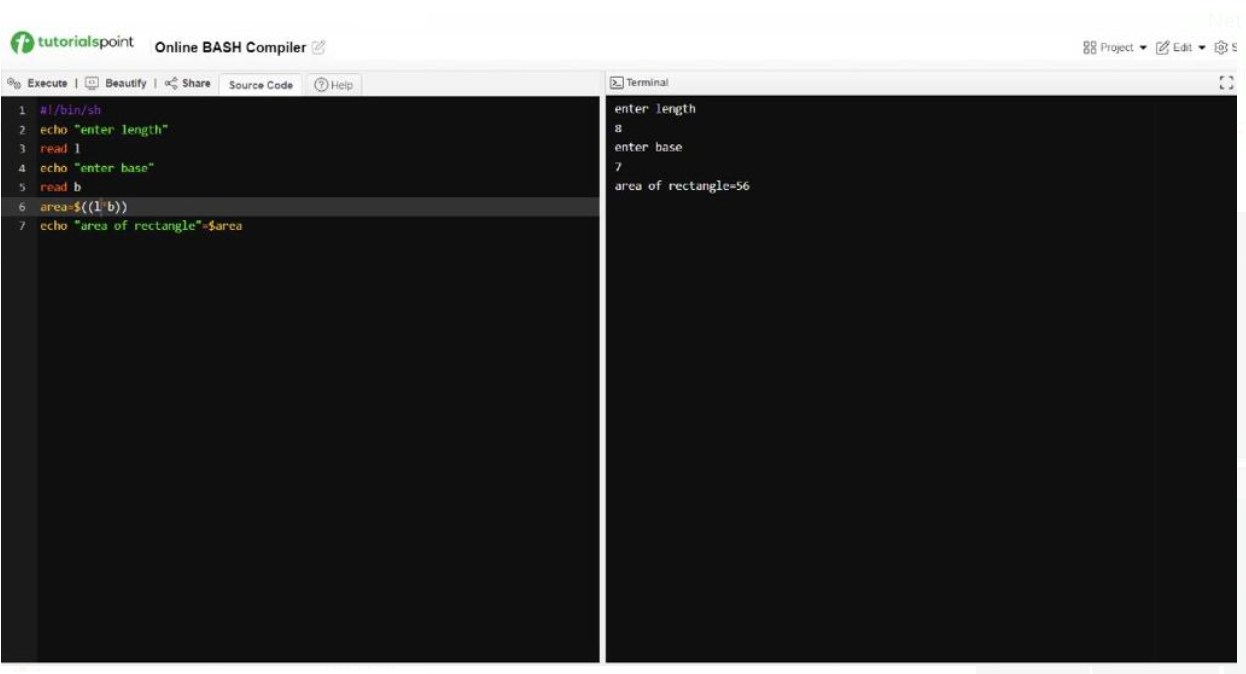 Net
tutorialspoint Online BASH Compiler Project Edit S
Execute | Beautify | Share Source Code Help
1 #!/bin/sh
2 echo "enter length"
3 read l
4 echo "enter base"
5 read b
6 area=$((l*b))
7 echo "area of rectangle"=$area
Terminal
enter length
8
enter base
7
area of rectangle=56